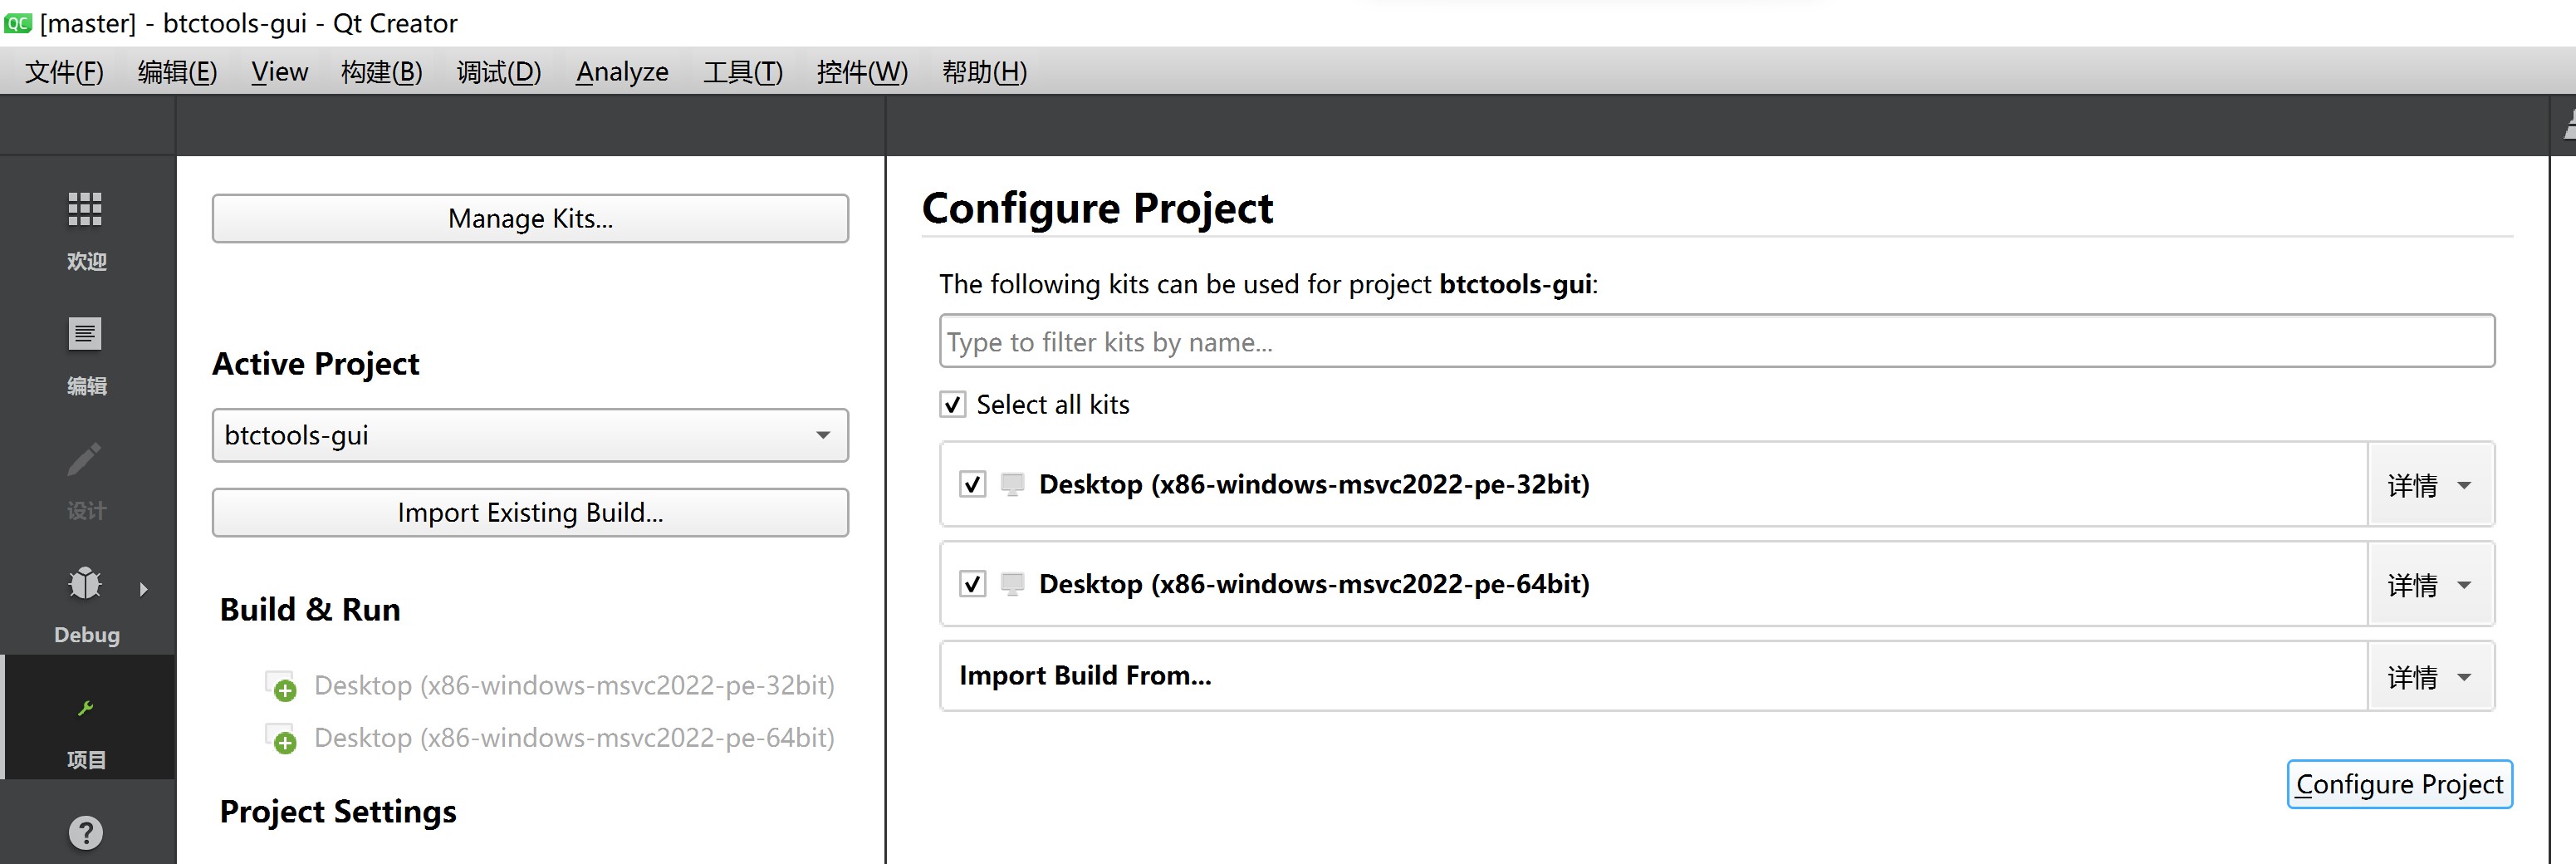 QC [master] - btctools-gui - Qt Creator
文件(F) 编辑(E) View 构建(B) 调试(D) Analyze 工具(T) 控件(W) 帮助(H)
欢迎
编辑
设计
Debug
项目
?
Manage Kits...
Active Project
btctools-gui
Import Existing Build...
Build & Run
Desktop (x86-windows-msvc2022-pe-32bit)
Desktop (x86-windows-msvc2022-pe-64bit)
Project Settings
Configure Project
The following kits can be used for project btctools-gui:
Type to filter kits by name...
Select all kits
Desktop (x86-windows-msvc2022-pe-32bit) 详情
Desktop (x86-windows-msvc2022-pe-64bit) 详情
Import Build From... 详情
Configure Project